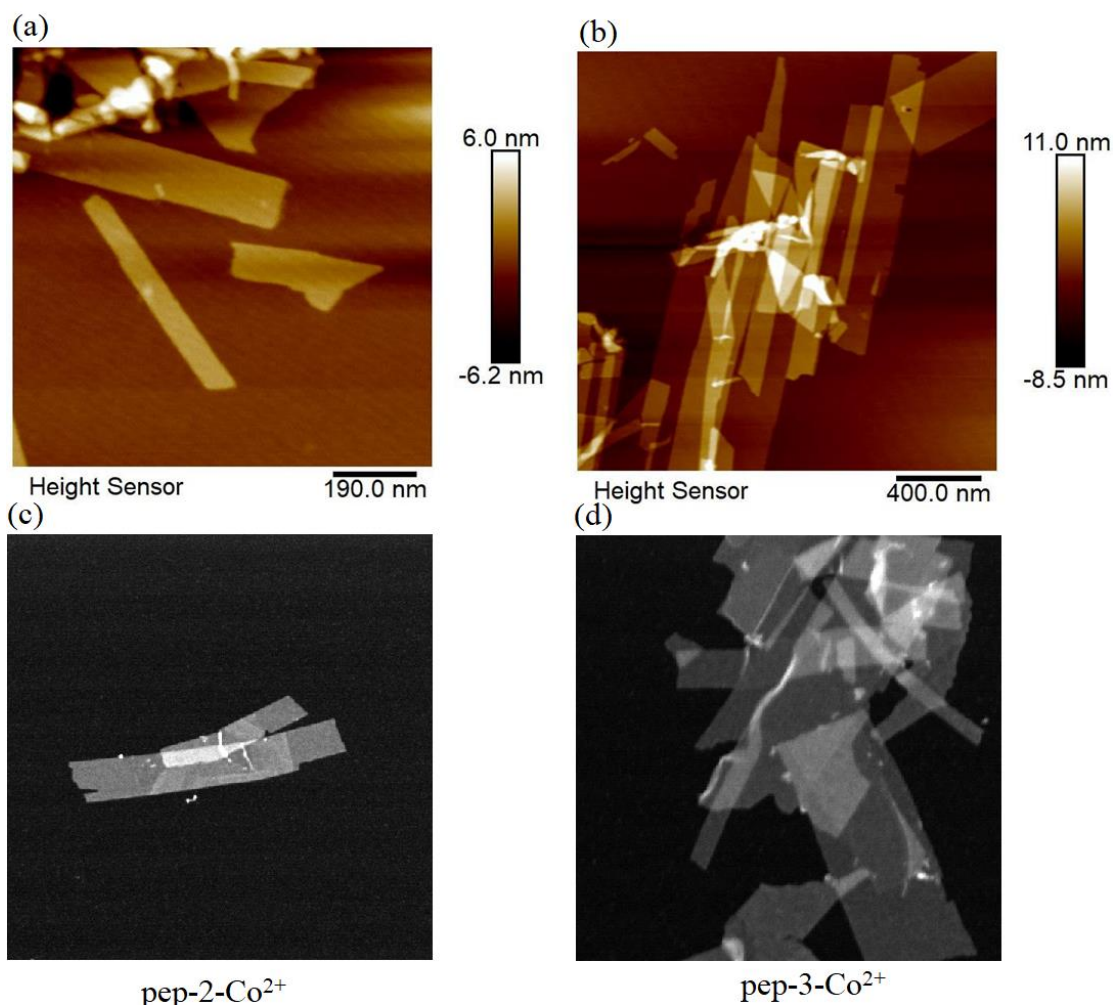 (a)
(b)
6.0 nm
-6.2 nm
11.0 nm
-8.5 nm
Height Sensor
190.0 nm
Height Sensor
400.0 nm
(c)
(d)
pep-2-Co²⁺
pep-3-Co²⁺